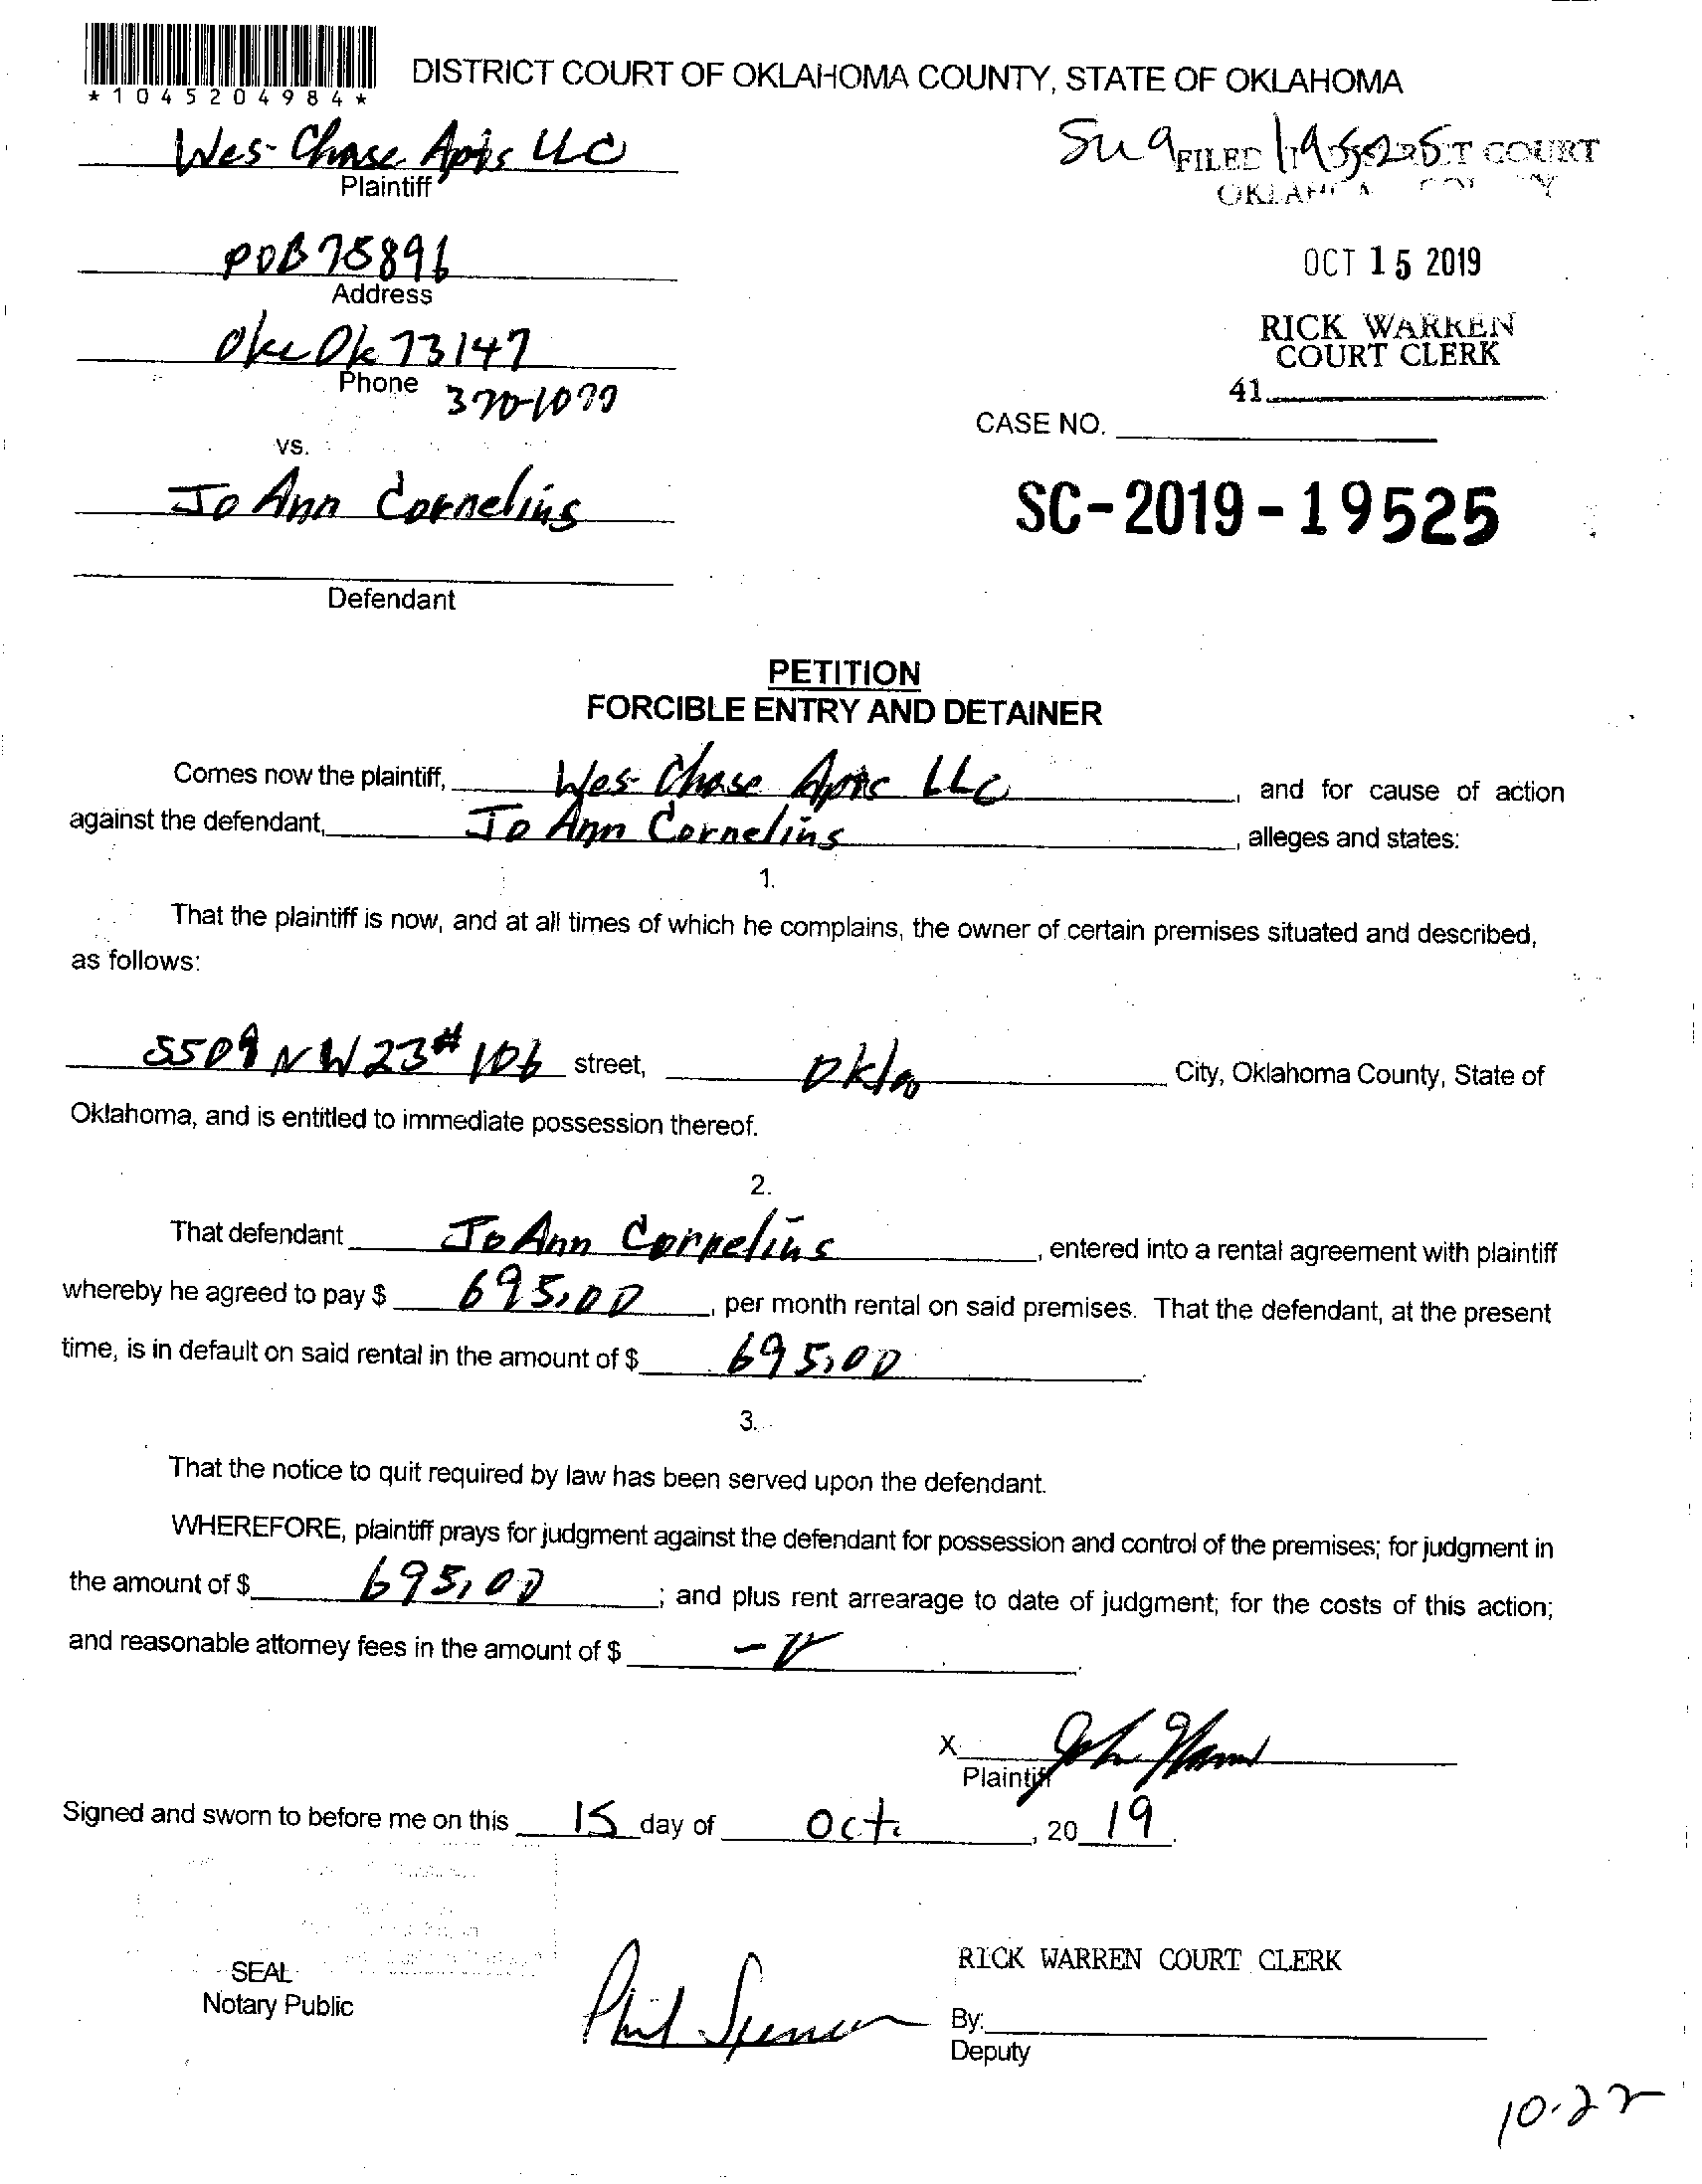 *1045204984*
DISTRICT COURT OF OKLAHOMA COUNTY, STATE OF OKLAHOMA
Wes-Chase Apts LLC
Plaintiff
FILED COURT
POB 75896
Address
OCT 15 2019
Okc Ok 73147
Phone
370-1077
RICK WARREN
COURT CLERK
41
CASE NO.
vs.
Jo Ann Cornelius
SC-2019-19525
Defendant
PETITION
FORCIBLE ENTRY AND DETAINER
Comes now the plaintiff, Wes-Chase Apts LLC, and for cause of action
against the defendant, Jo Ann Cornelius, alleges and states:
1.
That the plaintiff is now, and at all times of which he complains, the owner of certain premises situated and described,
as follows:
5509 NW 23 # 106 street, Okla City, Oklahoma County, State of
Oklahoma, and is entitled to immediate possession thereof.
2.
That defendant Jo Ann Cornelius, entered into a rental agreement with plaintiff
whereby he agreed to pay $ 695.00, per month rental on said premises. That the defendant, at the present
time, is in default on said rental in the amount of $ 695.00.
3.
That the notice to quit required by law has been served upon the defendant.
WHEREFORE, plaintiff prays for judgment against the defendant for possession and control of the premises; for judgment in
the amount of $ 695.00; and plus rent arrearage to date of judgment; for the costs of this action;
and reasonable attorney fees in the amount of $
X
Plaintiff
Signed and sworn to before me on this 15 day of Oct., 20 19.
SEAL
Notary Public
RICK WARREN COURT CLERK
Phil Spencer
By:
Deputy
10-22